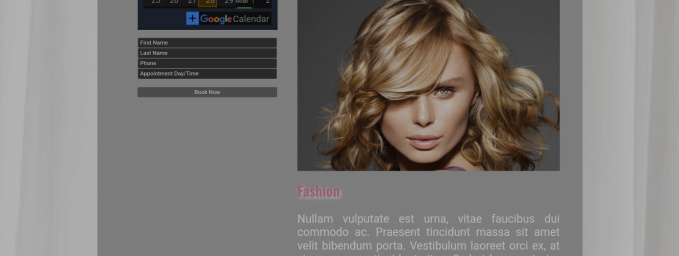 25 26 27 28 29 Mar 1 2
Google Calendar
First Name
Last Name
Phone
Appointment Day/Time
Book Now
Fashion
Nullam vulputate est urna, vitae faucibus dui
commodo ac. Praesent tincidunt massa sit amet
velit bibendum porta. Vestibulum laoreet orci ex, at